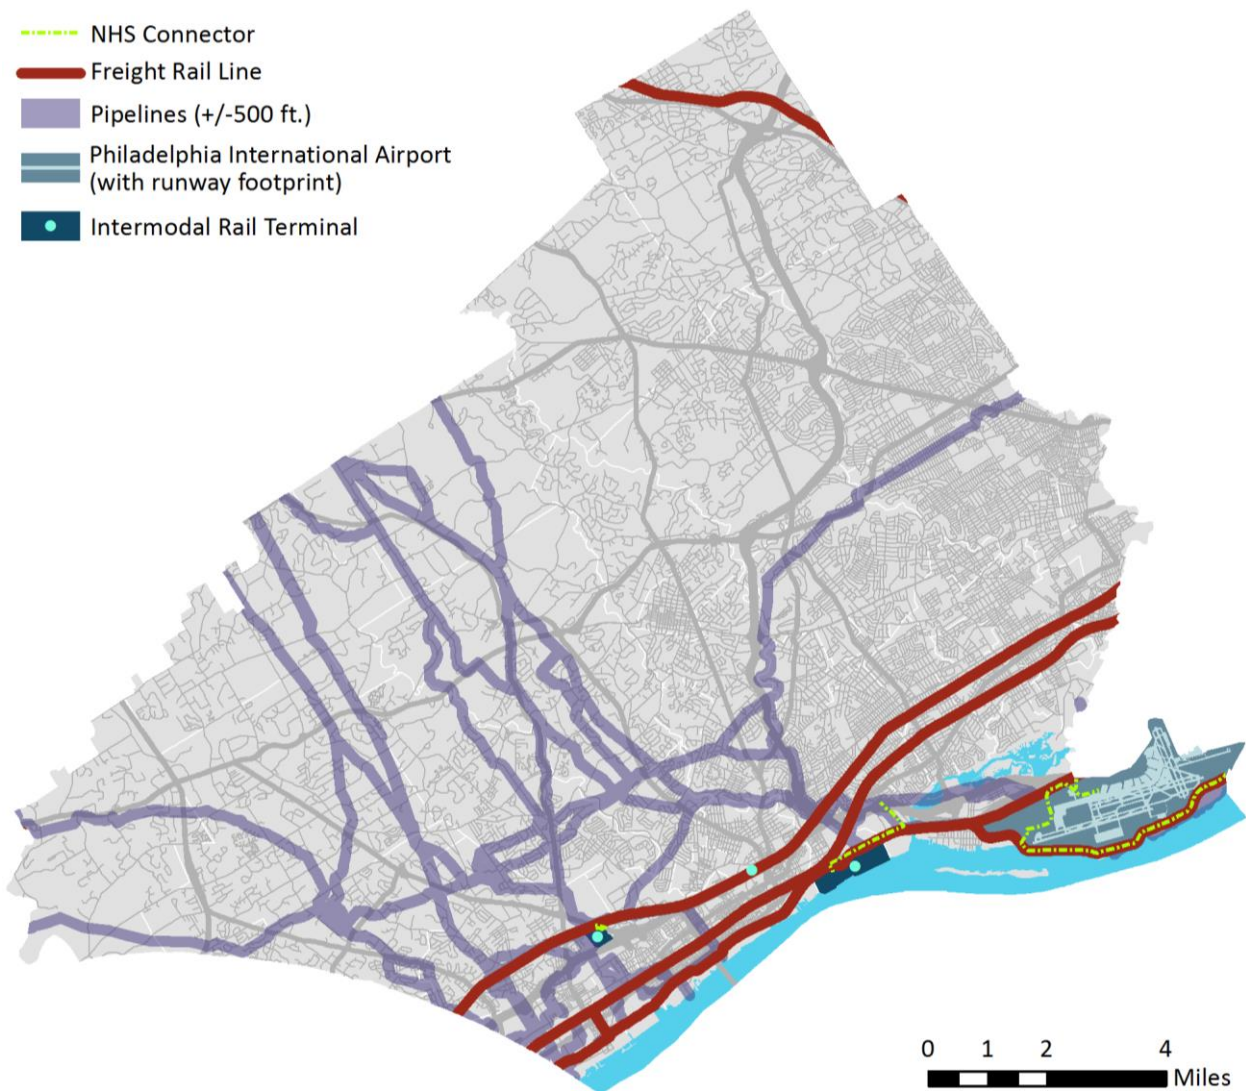 NHS Connector
Freight Rail Line
Pipelines (+/-500 ft.)
Philadelphia International Airport
(with runway footprint)
Intermodal Rail Terminal
0 1 2 4
Miles